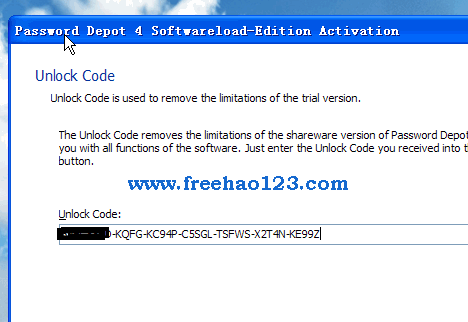 Password Depot 4 Softwareload-Edition Activation
Unlock Code
Unlock Code is used to remove the limitations of the trial version.
The Unlock Code removes the limitations of the shareware version of Password Depot
you with all functions of the software. Just enter the Unlock Code you received into t
button.
www.freehao123.com
Unlock Code:
-KQFG-KC94P-C5SGL-TSFWS-X2T4N-KE99Z